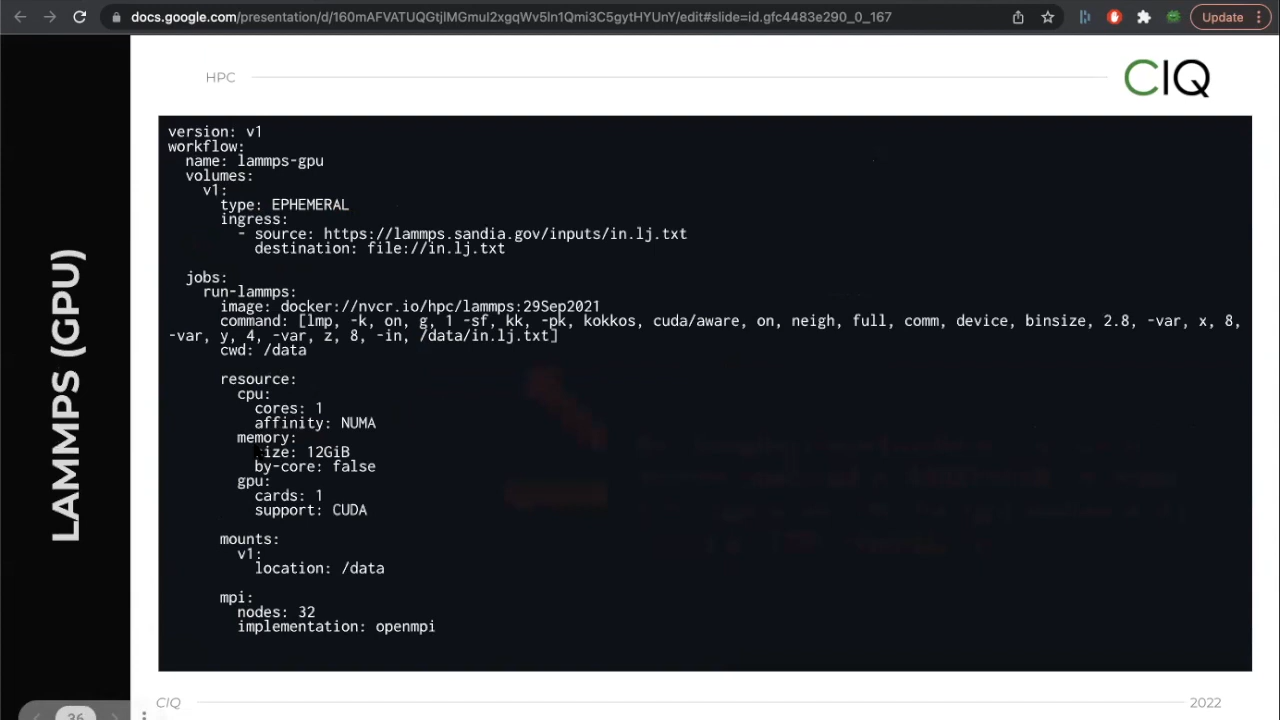 docs.google.com/presentation/d/160mAFVATUQGtjlMGmul2xgqWv5ln1Qmi3C5gytHYUnY/edit#slide=id.gfc4483e290_0_167
Update
HPC
CIQ
LAMMPS (GPU)
version: v1
workflow:
name: lammps-gpu
volumes:
v1:
type: EPHEMERAL
ingress:
- source: https://lammps.sandia.gov/inputs/in.lj.txt
destination: file://in.lj.txt
jobs:
run-lammps:
image: docker://nvcr.io/hpc/lammps:29Sep2021
command: [lmp, -k, on, g, 1 -sf, kk, -pk, kokkos, cuda/aware, on, neigh, full, comm, device, binsize, 2.8, -var, x, 8,
-var, y, 4, -var, z, 8, -in, /data/in.lj.txt]
cwd: /data
resource:
cpu:
cores: 1
affinity: NUMA
memory:
size: 12GiB
by-core: false
gpu:
cards: 1
support: CUDA
mounts:
v1:
location: /data
mpi:
nodes: 32
implementation: openmpi
CIQ
2022
36